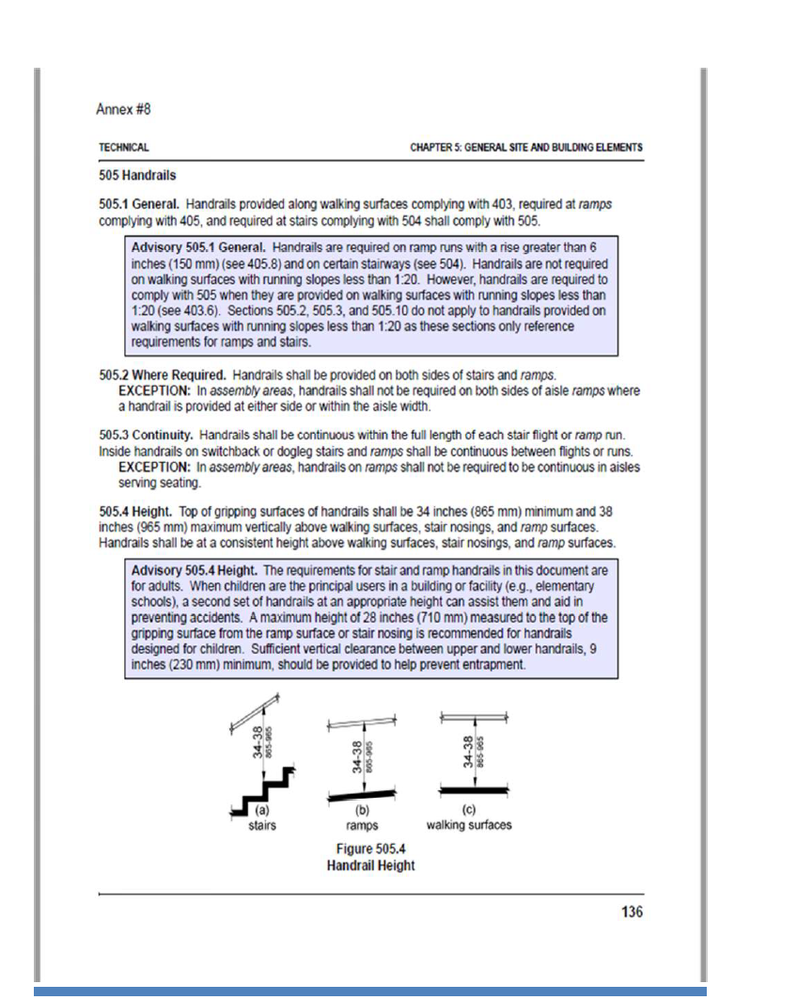 Annex #8
TECHNICAL CHAPTER 5: GENERAL SITE AND BUILDING ELEMENTS
505 Handrails
505.1 General. Handrails provided along walking surfaces complying with 403, required at ramps
complying with 405, and required at stairs complying with 504 shall comply with 505.
Advisory 505.1 General. Handrails are required on ramp runs with a rise greater than 6
inches (150 mm) (see 405.8) and on certain stairways (see 504). Handrails are not required
on walking surfaces with running slopes less than 1:20. However, handrails are required to
comply with 505 when they are provided on walking surfaces with running slopes less than
1:20 (see 403.6). Sections 505.2, 505.3, and 505.10 do not apply to handrails provided on
walking surfaces with running slopes less than 1:20 as these sections only reference
requirements for ramps and stairs.
505.2 Where Required. Handrails shall be provided on both sides of stairs and ramps.
EXCEPTION: In assembly areas, handrails shall not be required on both sides of aisle ramps where
a handrail is provided at either side or within the aisle width.
505.3 Continuity. Handrails shall be continuous within the full length of each stair flight or ramp run.
Inside handrails on switchback or dogleg stairs and ramps shall be continuous between flights or runs.
EXCEPTION: In assembly areas, handrails on ramps shall not be required to be continuous in aisles
serving seating.
505.4 Height. Top of gripping surfaces of handrails shall be 34 inches (865 mm) minimum and 38
inches (965 mm) maximum vertically above walking surfaces, stair nosings, and ramp surfaces.
Handrails shall be at a consistent height above walking surfaces, stair nosings, and ramp surfaces.
Advisory 505.4 Height. The requirements for stair and ramp handrails in this document are
for adults. When children are the principal users in a building or facility (e.g., elementary
schools), a second set of handrails at an appropriate height can assist them and aid in
preventing accidents. A maximum height of 28 inches (710 mm) measured to the top of the
gripping surface from the ramp surface or stair nosing is recommended for handrails
designed for children. Sufficient vertical clearance between upper and lower handrails, 9
inches (230 mm) minimum, should be provided to help prevent entrapment.
34-38
865-965
34-38
865-965
34-38
865-965
(a) (b) (c)
stairs ramps walking surfaces
Figure 505.4
Handrail Height
136